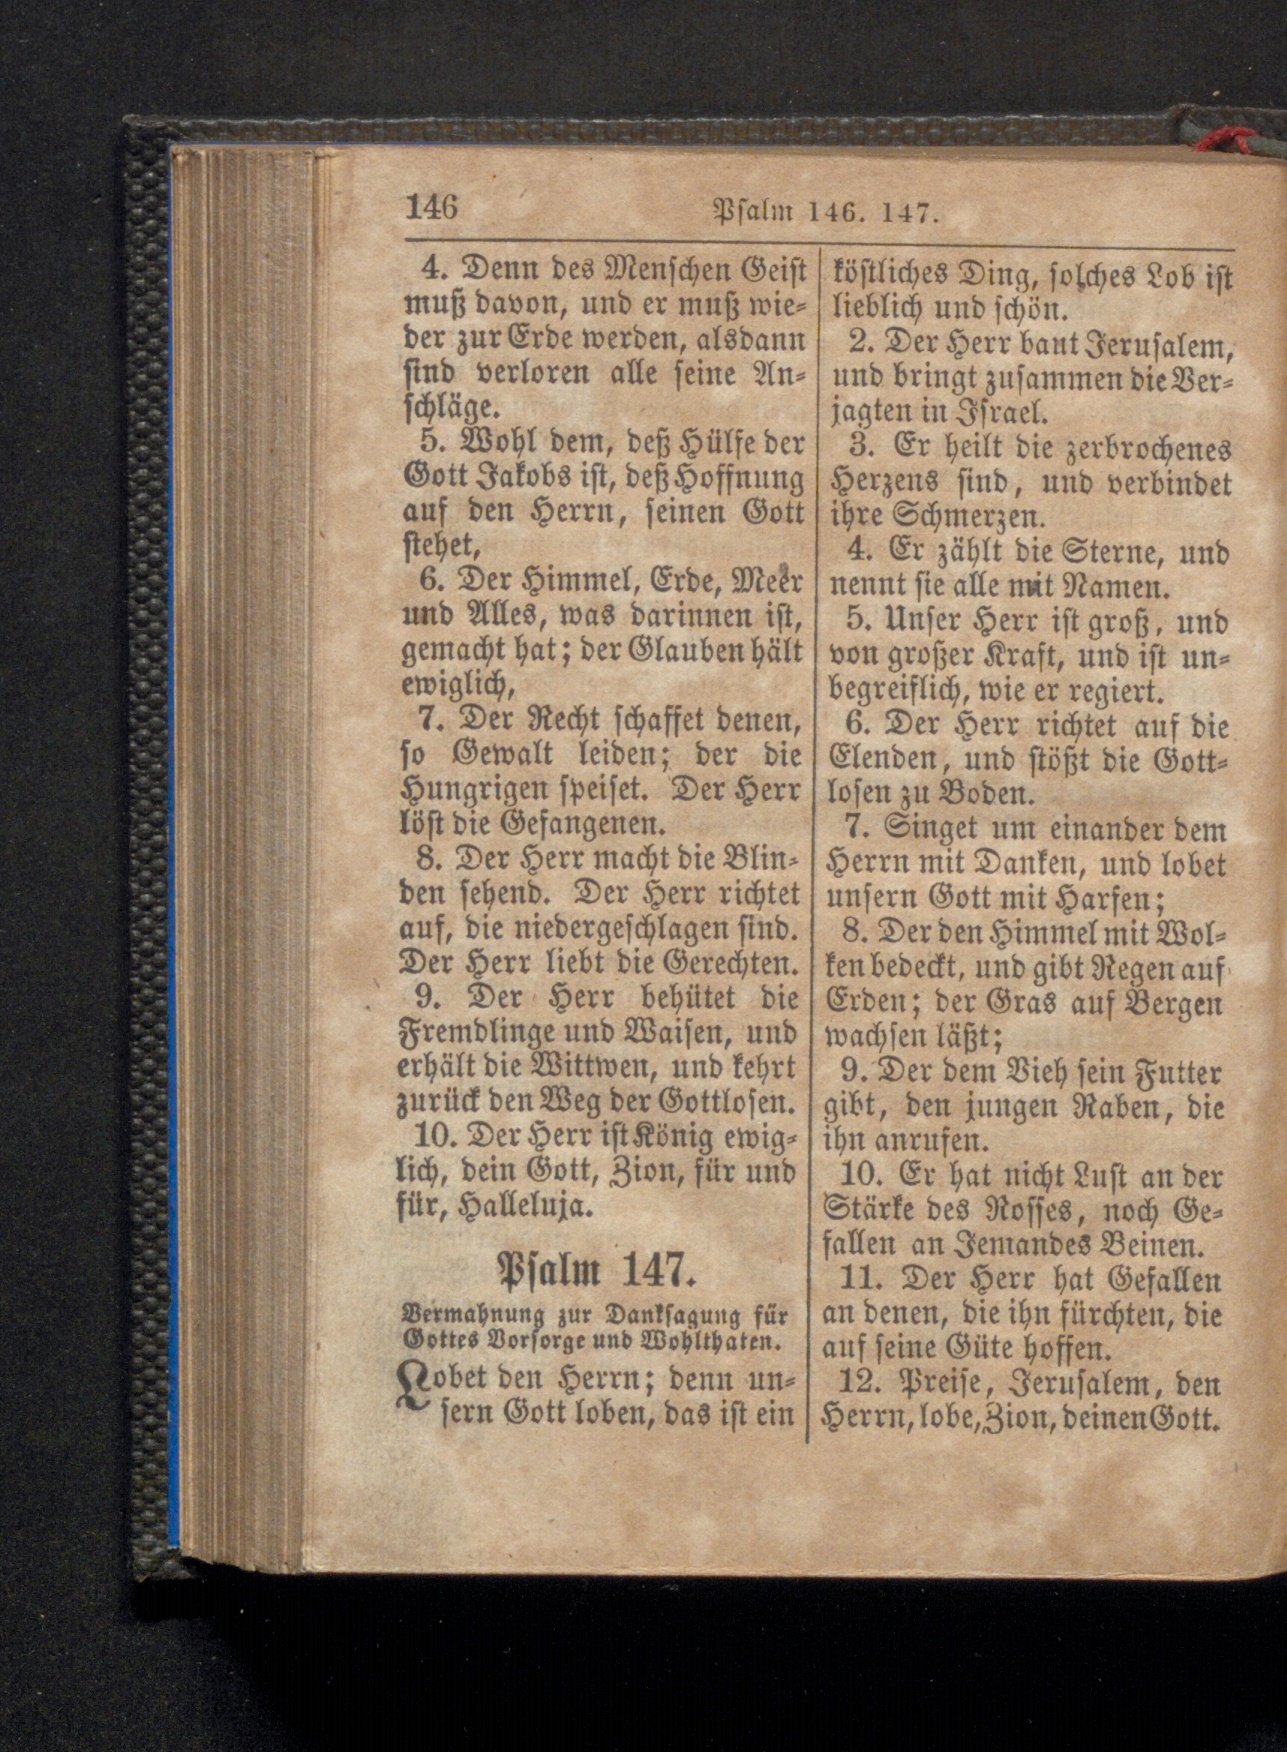 146
Psalm 146. 147.
4. Denn des Menschen Geist
muß davon, und er muß wie-
der zur Erde werden, alsdann
sind verloren alle seine An-
schläge.
5. Wohl dem, deß Hülfe der
Gott Jakobs ist, deß Hoffnung
auf den Herrn, seinen Gott
stehet,
6. Der Himmel, Erde, Meer
und Alles, was darinnen ist,
gemacht hat; der Glauben hält
ewiglich,
7. Der Recht schaffet denen,
so Gewalt leiden; der die
Hungrigen speiset. Der Herr
löst die Gefangenen.
8. Der Herr macht die Blin-
den sehend. Der Herr richtet
auf, die niedergeschlagen sind.
Der Herr liebt die Gerechten.
9. Der Herr behütet die
Fremdlinge und Waisen, und
erhält die Wittwen, und kehrt
zurück den Weg der Gottlosen.
10. Der Herr ist König ewig-
lich, dein Gott, Zion, für und
für, Halleluja.
Psalm 147.
Vermahnung zur Danksagung für
Gottes Vorsorge und Wohlthaten.
Lobet den Herrn; denn un-
sern Gott loben, das ist ein
köstliches Ding, solches Lob ist
lieblich und schön.
2. Der Herr baut Jerusalem,
und bringt zusammen die Ver-
jagten in Israel.
3. Er heilt die zerbrochenes
Herzens sind, und verbindet
ihre Schmerzen.
4. Er zählt die Sterne, und
nennt sie alle mit Namen.
5. Unser Herr ist groß, und
von großer Kraft, und ist un-
begreiflich, wie er regiert.
6. Der Herr richtet auf die
Elenden, und stößt die Gott-
losen zu Boden.
7. Singet um einander dem
Herrn mit Danken, und lobet
unsern Gott mit Harfen;
8. Der den Himmel mit Wol-
ken bedeckt, und gibt Regen auf
Erden; der Gras auf Bergen
wachsen läßt;
9. Der dem Vieh sein Futter
gibt, den jungen Raben, die
ihn anrufen.
10. Er hat nicht Lust an der
Stärke des Rosses, noch Ge-
fallen an Jemandes Beinen.
11. Der Herr hat Gefallen
an denen, die ihn fürchten, die
auf seine Güte hoffen.
12. Preise, Jerusalem, den
Herrn, lobe, Zion, deinen Gott.